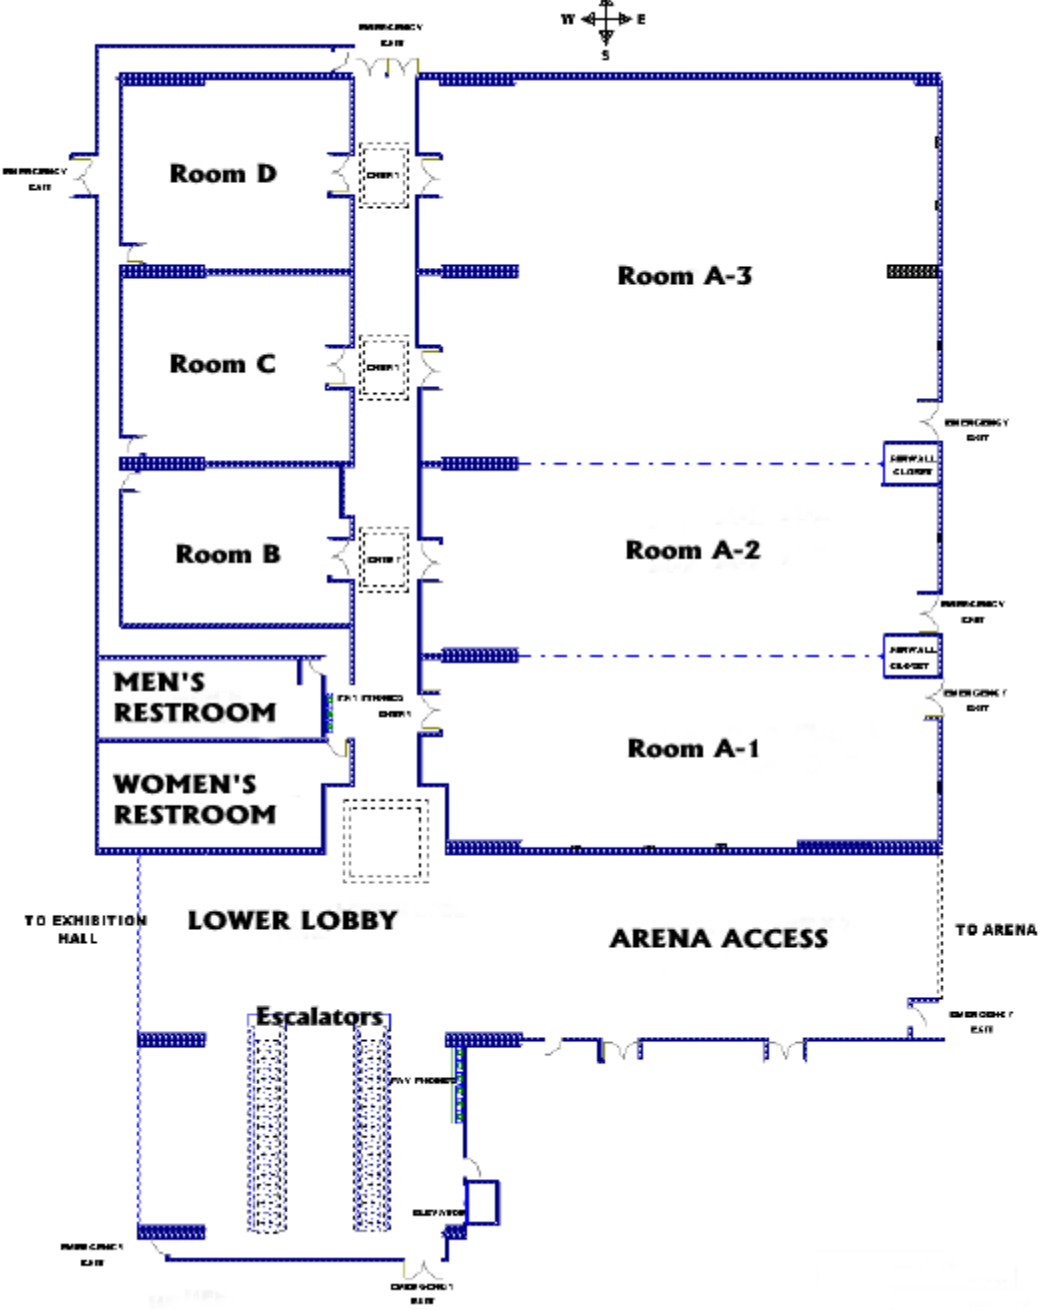 W E
S
EMERGENCY
EXIT
EMERGENCY
EXIT
Room D
Room A-3
Room C
EMERGENCY
EXIT
AIRWALL
CLOSET
Room B
Room A-2
EMERGENCY
EXIT
AIRWALL
CLOSET
MEN'S
RESTROOM
PAY PHONES
EMERGENCY
EXIT
Room A-1
WOMEN'S
RESTROOM
TO EXHIBITION
HALL
LOWER LOBBY
ARENA ACCESS
TO ARENA
Escalators
EMERGENCY
EXIT
PAY PHONES
ELEVATOR
EMERGENCY
EXIT
EMERGENCY
EXIT